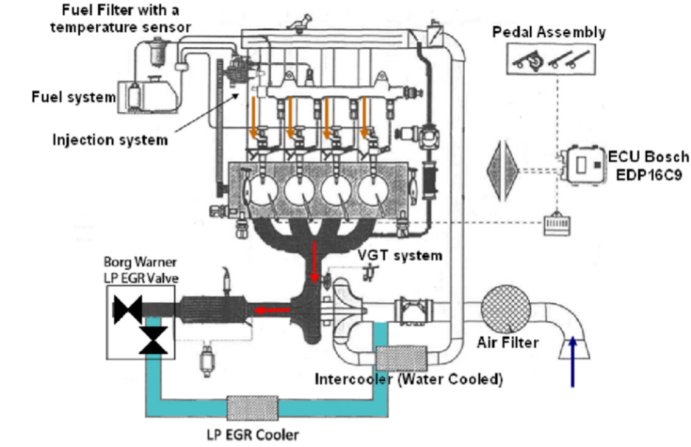 Fuel Filter with a
temperature sensor
Pedal Assembly
Fuel system
Injection system
ECU Bosch
EDP16C9
VGT system
Borg Warner
LP EGR Valve
Air Filter
Intercooler (Water Cooled)
LP EGR Cooler